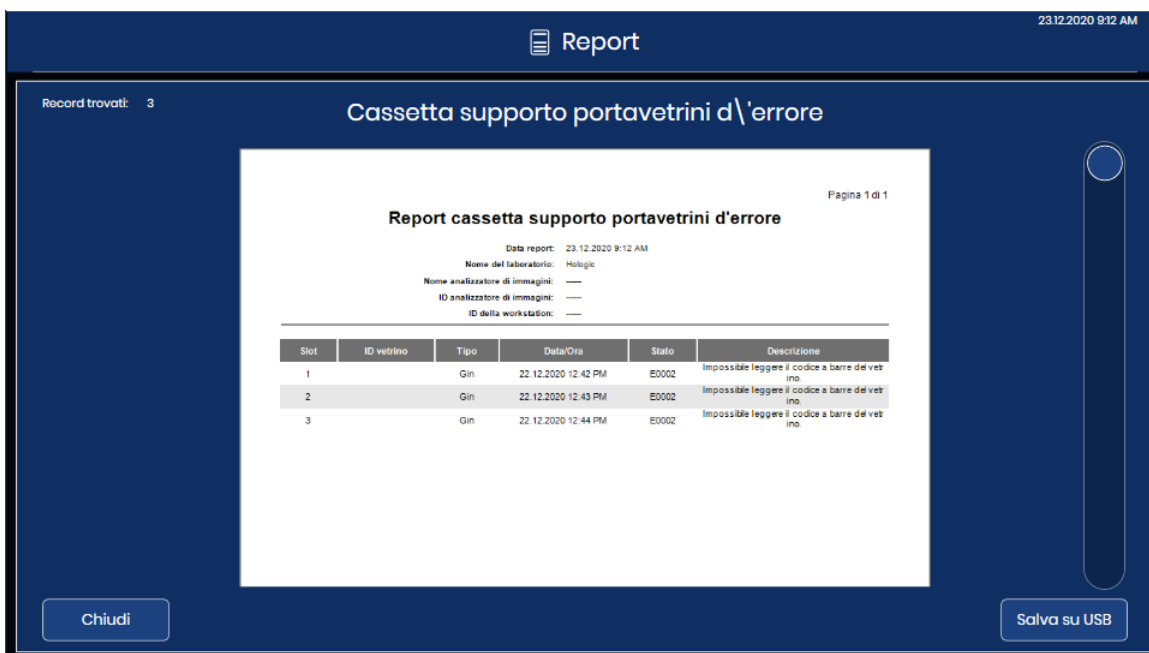 23.12.2020 9:12 AM
Report
Record trovati: 3
Cassetta supporto portavetrini d\'errore
Pagina 1 di 1
Report cassetta supporto portavetrini d'errore
Data report: 23.12.2020 9:12 AM
Nome del laboratorio: Hologic
Nome analizzatore di immagini: -----
ID analizzatore di immagini: -----
ID della workstation: -----
Slot ID vetrino Tipo Data/Ora Stato Descrizione
1 Gin 22.12.2020 12:42 PM E0002 Impossibile leggere il codice a barre del vetr
ino.
2 Gin 22.12.2020 12:43 PM E0002 Impossibile leggere il codice a barre del vetr
ino.
3 Gin 22.12.2020 12:44 PM E0002 Impossibile leggere il codice a barre del vetr
ino.
Chiudi
Salva su USB